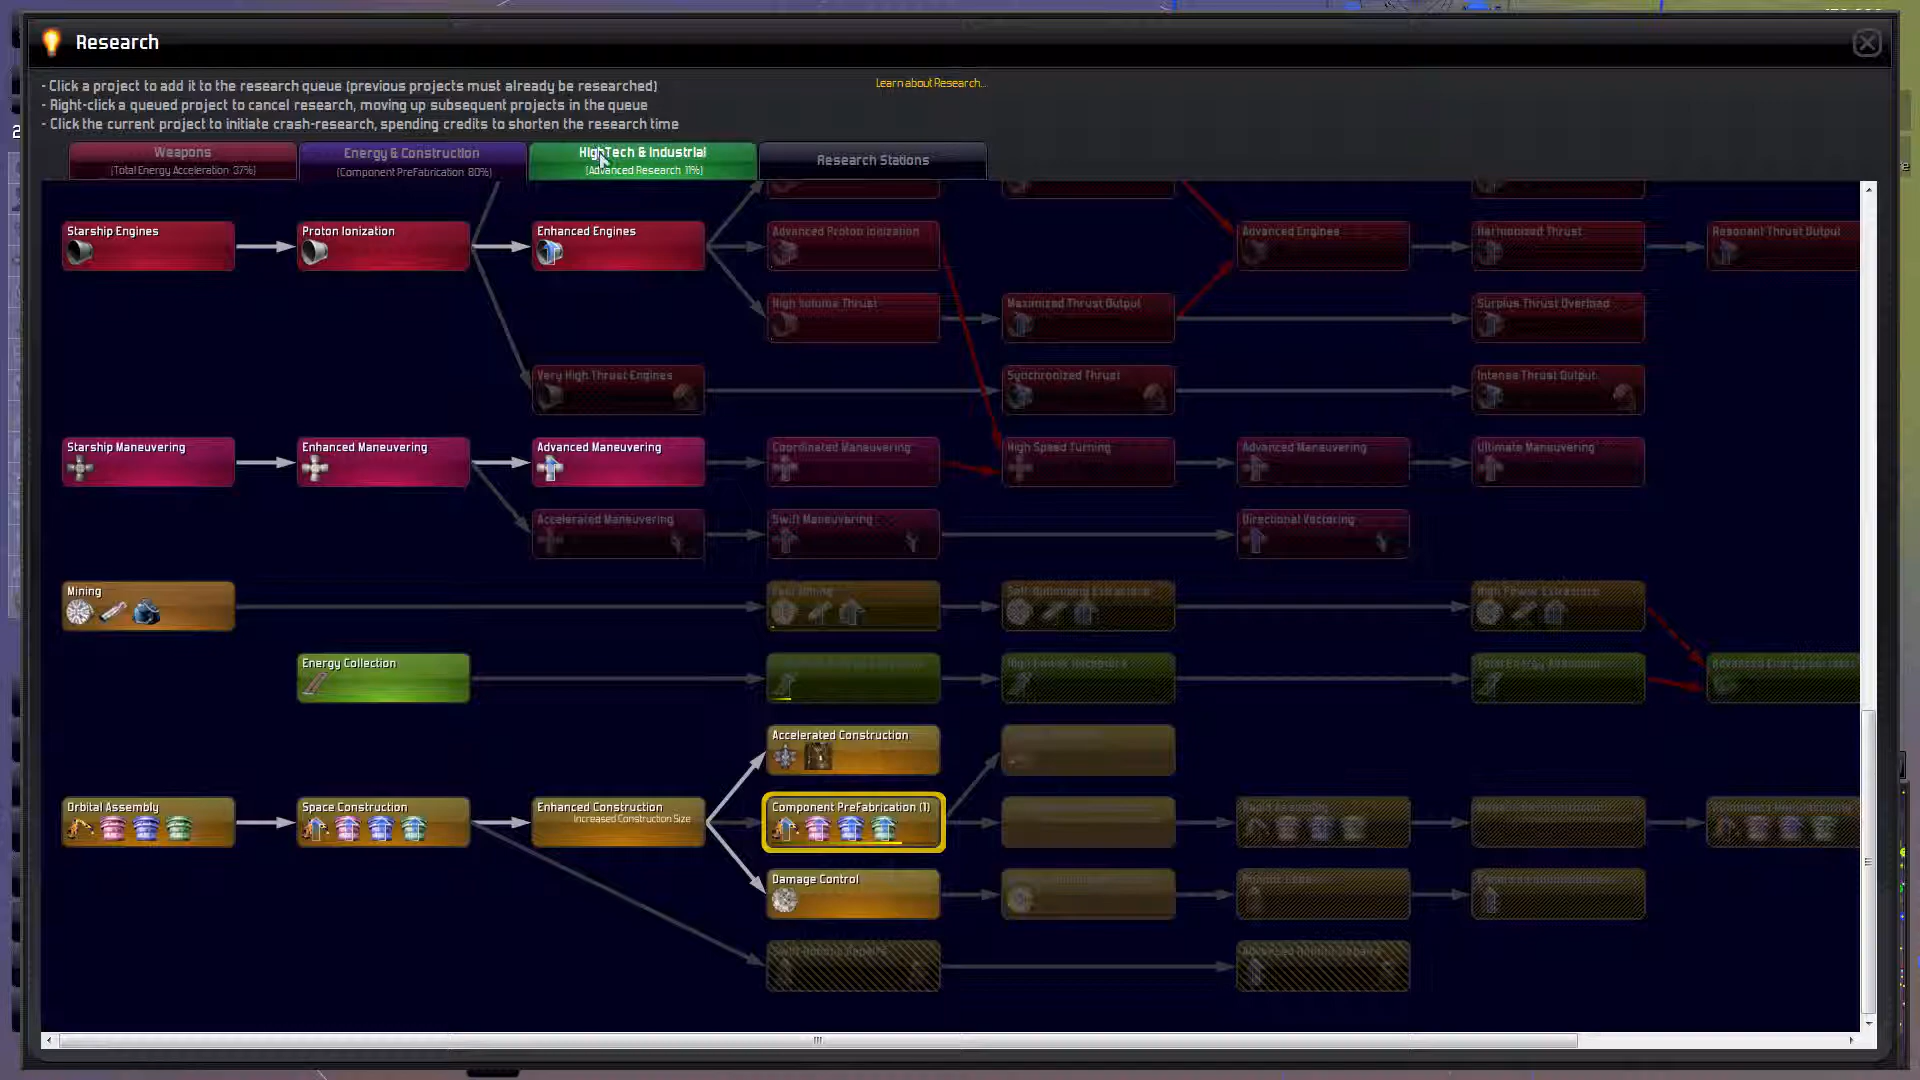 Research
- Click a project to add it to the research queue (previous projects must already be researched)
Learn about Research...
- Right-click a queued project to cancel research, moving up subsequent projects in the queue
- Click the current project to initiate crash-research, spending credits to shorten the research time
Weapons
(Total Energy Acceleration 37%)
Energy & Construction
(Component PreFabrication 80%)
HighTech & Industrial
(Advanced Research 11%)
Research Stations
Starship Engines
Proton Ionization
Enhanced Engines
Advanced Proton Ionization
Advanced Engines
Harmonized Thrust
Resonant Thrust Output
High Volume Thrust
Maximized Thrust Output
Surplus Thrust Overload
Very High Thrust Engines
Synchronized Thrust
Intense Thrust Output
Starship Maneuvering
Enhanced Maneuvering
Advanced Maneuvering
Coordinated Maneuvering
High Speed Turning
Advanced Maneuvering
Ultimate Maneuvering
Accelerated Maneuvering
Swift Maneuvering
Directional Vectoring
Mining
High Power Extractors
Energy Collection
Accelerated Construction
Orbital Assembly
Space Construction
Enhanced Construction
Increased Construction Size
Component PreFabrication (1)
Rapid Assembly
Damage Control